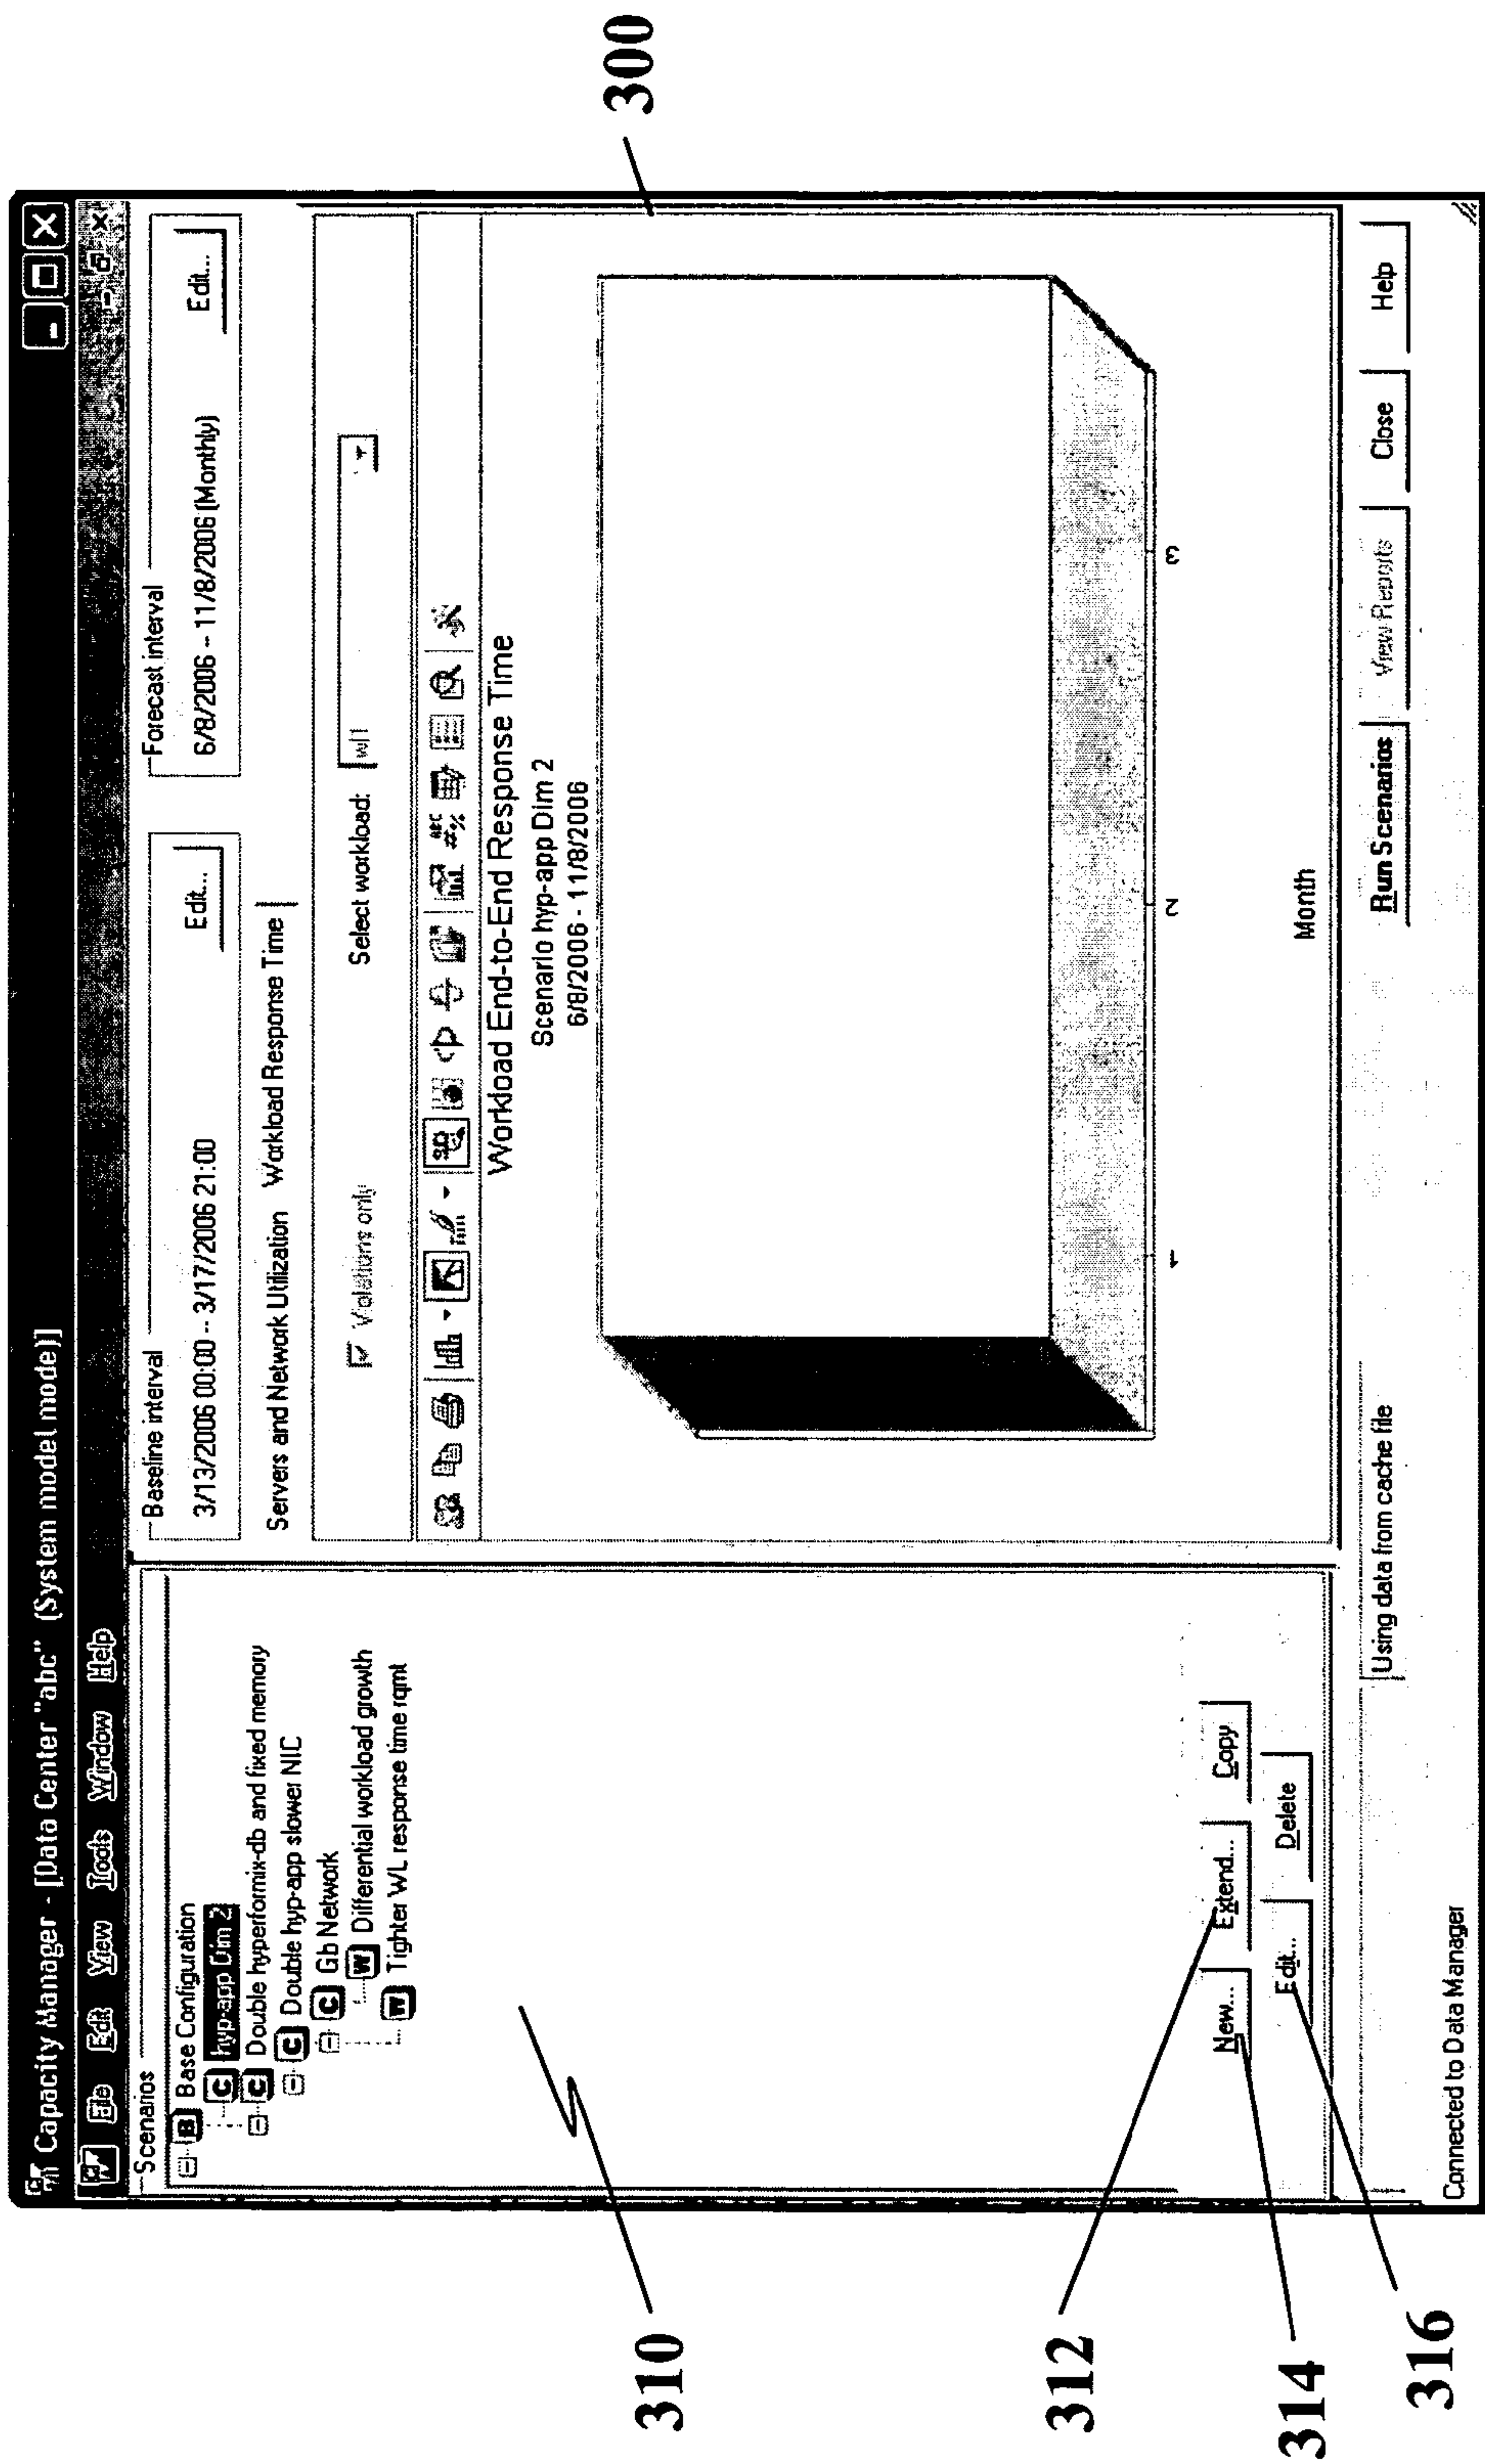 Capacity Manager - [Data Center "abc" (System model mode)]
File Edit View Tools Window Help
Scenarios
Base Configuration
hyp-app Dim 2
Double hyperformix-db and fixed memory
Double hyp-app slower NIC
Gb Network
Differential workload growth
Tighter WL response time rqmt
New... Extend... Copy
Edit... Delete
Baseline interval
3/13/2006 00:00 -- 3/17/2006 21:00
Edit...
Forecast interval
6/8/2006 -- 11/8/2006 (Monthly)
Edit...
Servers and Network Utilization Workload Response Time
Violations only
Select workload:
wl1
Workload End-to-End Response Time
Scenario hyp-app Dim 2
6/8/2006 - 11/8/2006
1 2 3
Month
Using data from cache file
Run Scenarios View Reports Close Help
Connected to Data Manager
300
310
312
314
316